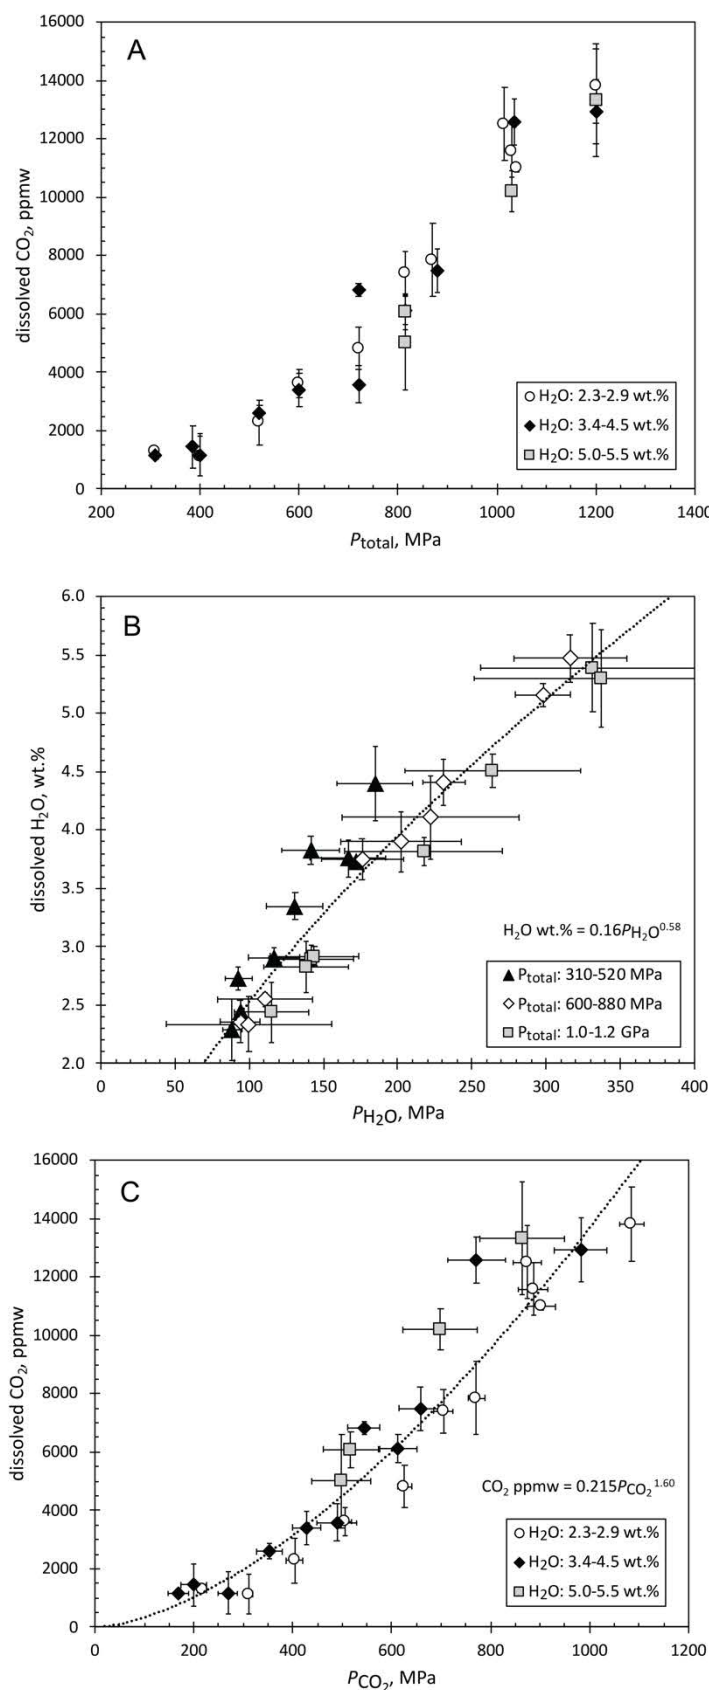 A
16000
14000
12000
10000
8000
6000
4000
2000
0
dissolved CO2, ppmw
H2O: 2.3-2.9 wt.%
H2O: 3.4-4.5 wt.%
H2O: 5.0-5.5 wt.%
200 400 600 800 1000 1200 1400
Ptotal, MPa
B
6.0
5.5
5.0
4.5
4.0
3.5
3.0
2.5
2.0
dissolved H2O, wt.%
H2O wt.% = 0.16PH2O^0.58
Ptotal: 310-520 MPa
Ptotal: 600-880 MPa
Ptotal: 1.0-1.2 GPa
0 50 100 150 200 250 300 350 400
PH2O, MPa
C
16000
14000
12000
10000
8000
6000
4000
2000
0
dissolved CO2, ppmw
CO2 ppmw = 0.215PCO2^1.60
H2O: 2.3-2.9 wt.%
H2O: 3.4-4.5 wt.%
H2O: 5.0-5.5 wt.%
0 200 400 600 800 1000 1200
PCO2, MPa